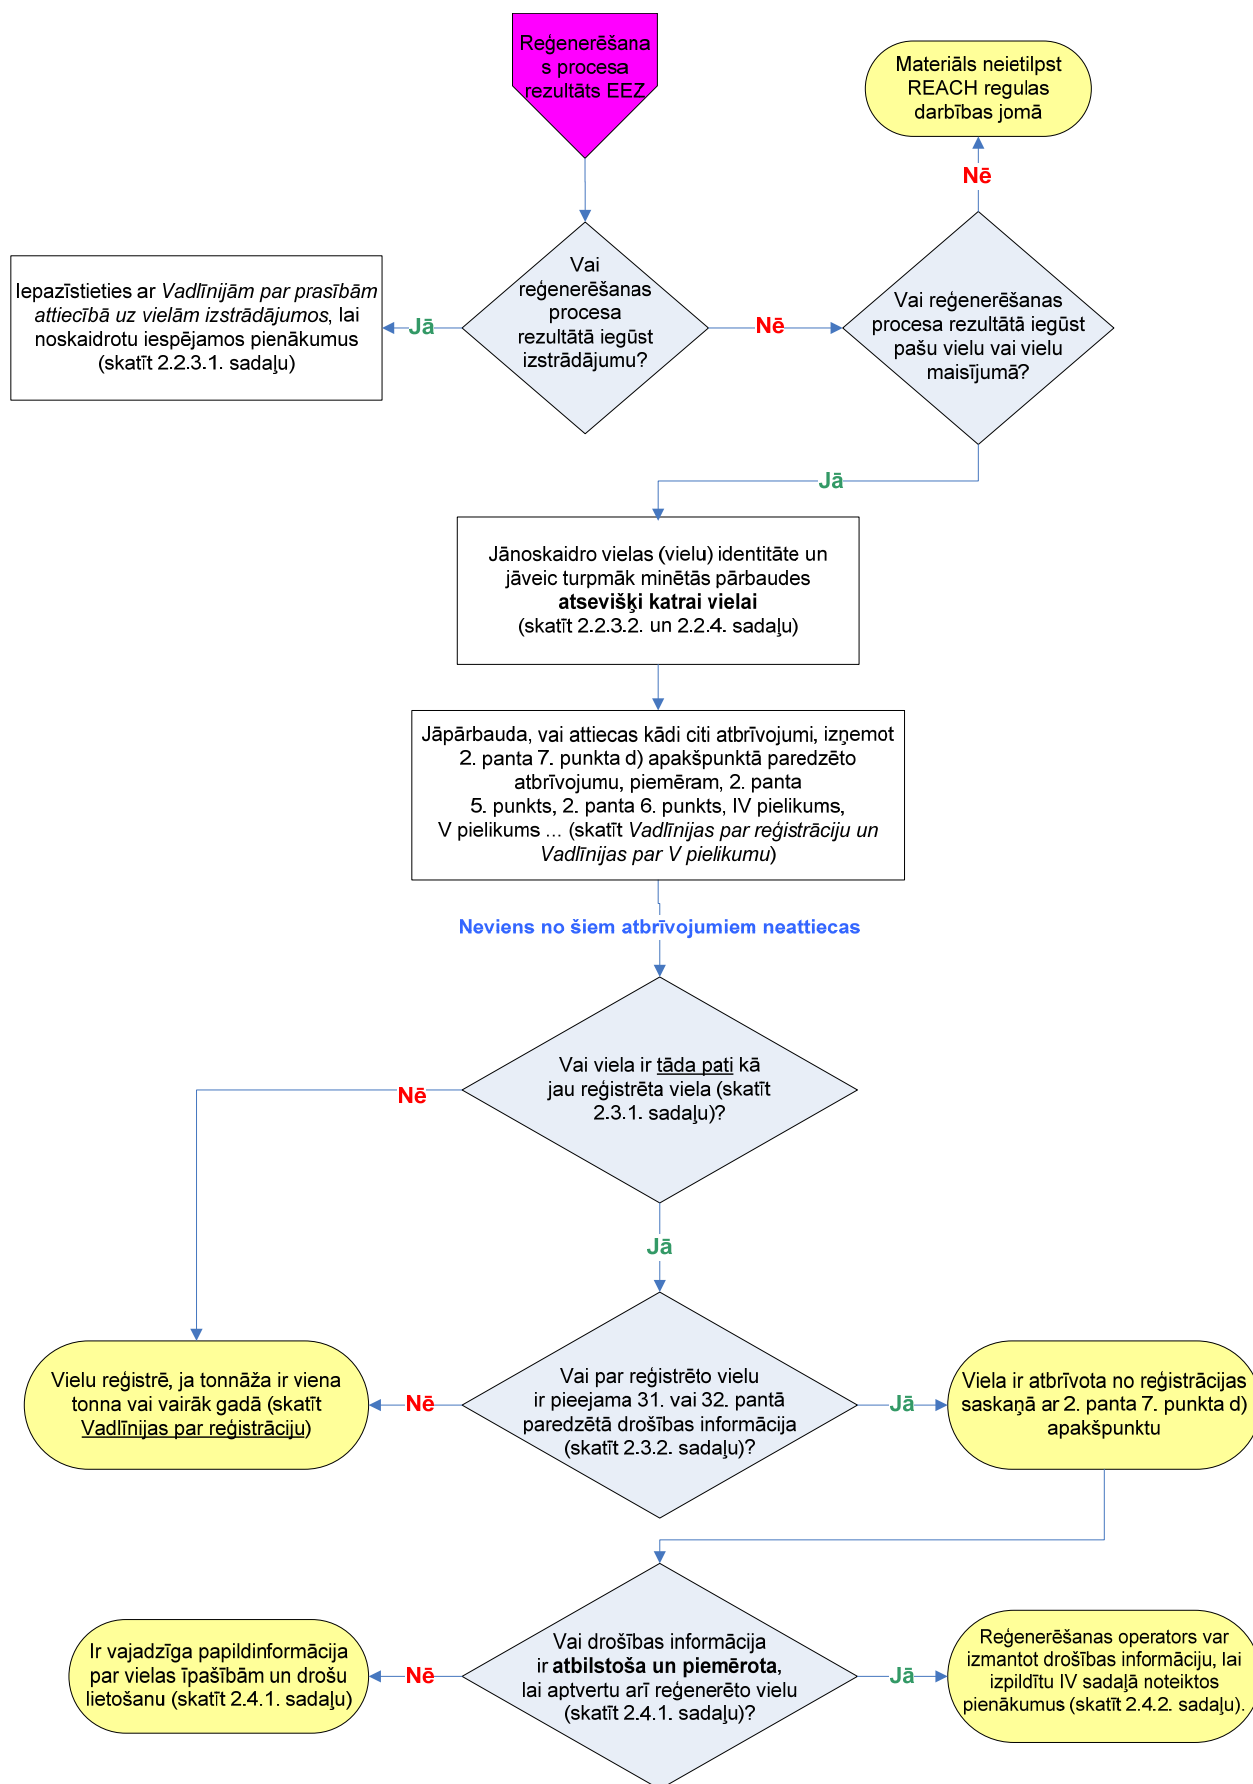 Reģenerēšana
s procesa
rezultāts EEZ
Materiāls neietilpst
REACH regulas
darbības jomā
Nē
Vai
reģenerēšanas
procesa
rezultātā iegūst
izstrādājumu?
Jā
Iepazīstieties ar Vadlīnijām par prasībām
attiecībā uz vielām izstrādājumos, lai
noskaidrotu iespējamos pienākumus
(skatīt 2.2.3.1. sadaļu)
Nē
Vai reģenerēšanas
procesa rezultātā iegūst
pašu vielu vai vielu
maisījumā?
Jā
Jānoskaidro vielas (vielu) identitāte un
jāveic turpmāk minētās pārbaudes
atsevišķi katrai vielai
(skatīt 2.2.3.2. un 2.2.4. sadaļu)
Jāpārbauda, vai attiecas kādi citi atbrīvojumi, izņemot
2. panta 7. punkta d) apakšpunktā paredzēto
atbrīvojumu, piemēram, 2. panta
5. punkts, 2. panta 6. punkts, IV pielikums,
V pielikums ... (skatīt Vadlīnijas par reģistrāciju un
Vadlīnijas par V pielikumu)
Neviens no šiem atbrīvojumiem neattiecas
Vai viela ir tāda pati kā
jau reģistrēta viela (skatīt
2.3.1. sadaļu)?
Nē
Jā
Vielu reģistrē, ja tonnāža ir viena
tonna vai vairāk gadā (skatīt
Vadlīnijas par reģistrāciju)
Nē
Vai par reģistrēto vielu
ir pieejama 31. vai 32. pantā
paredzētā drošības informācija
(skatīt 2.3.2. sadaļu)?
Jā
Viela ir atbrīvota no reģistrācijas
saskaņā ar 2. panta 7. punkta d)
apakšpunktu
Ir vajadzīga papildinformācija
par vielas īpašībām un drošu
lietošanu (skatīt 2.4.1. sadaļu)
Nē
Vai drošības informācija
ir atbilstoša un piemērota,
lai aptvertu arī reģenerēto vielu
(skatīt 2.4.1. sadaļu)?
Jā
Reģenerēšanas operators var
izmantot drošības informāciju, lai
izpildītu IV sadaļā noteiktos
pienākumus (skatīt 2.4.2. sadaļu).